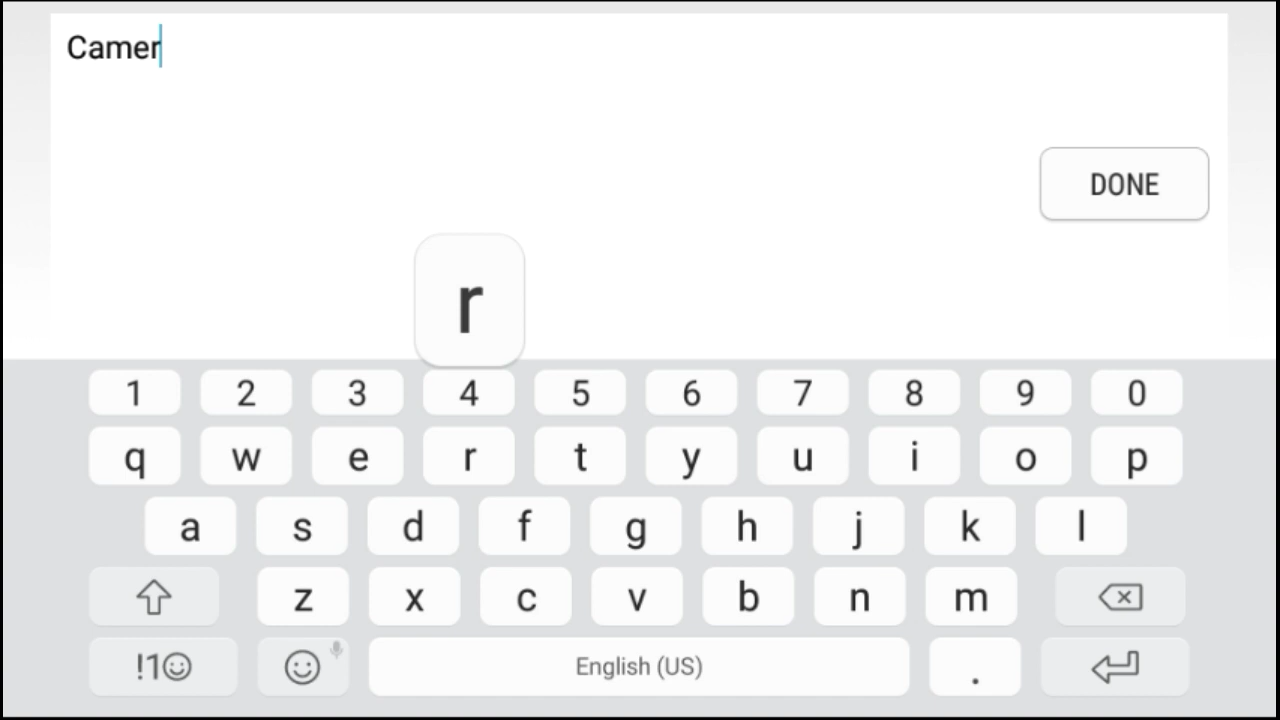 Camer
DONE
r
1 2 3 4 5 6 7 8 9 0
q w e r t y u i o p
a s d f g h j k l
z x c v b n m
!1☺ English (US) .